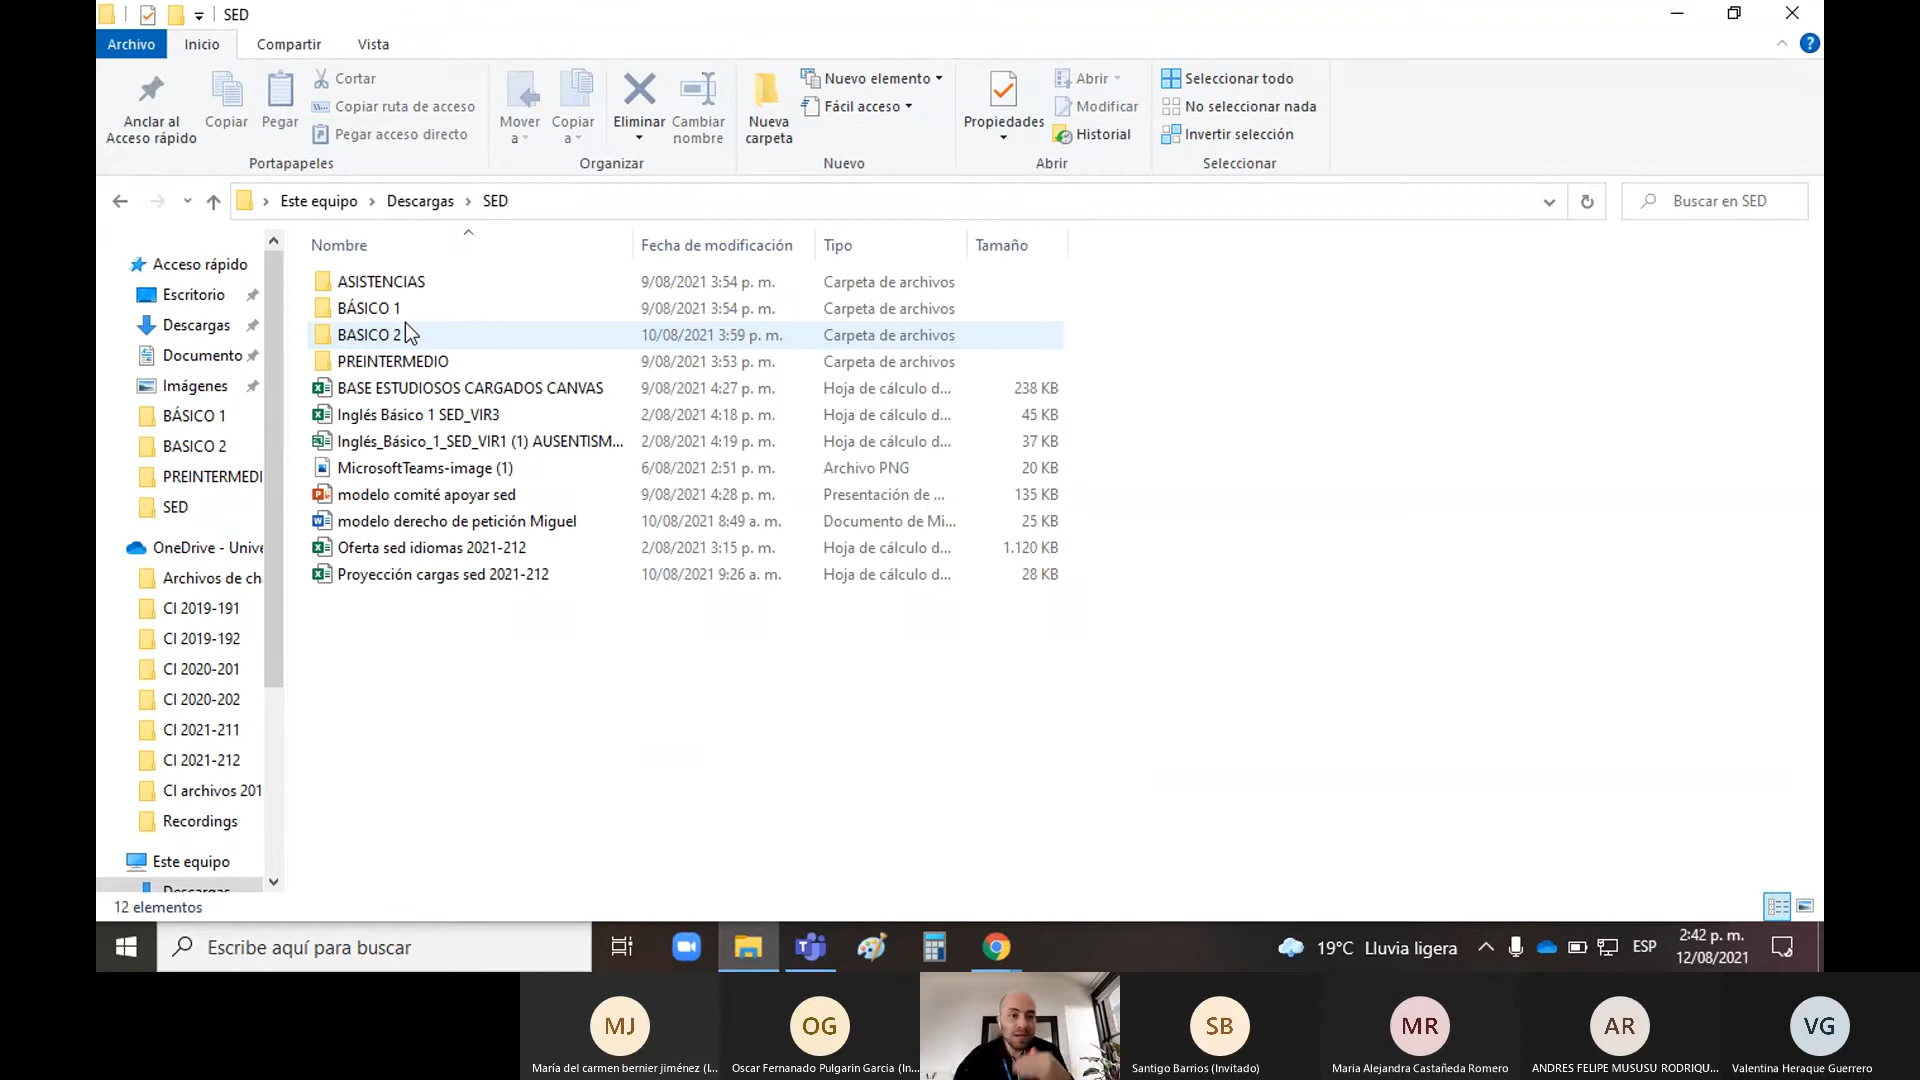 SED
Archivo Inicio Compartir Vista
Anclar al Acceso rápido
Copiar
Pegar
Cortar
Copiar ruta de acceso
Pegar acceso directo
Portapapeles
Mover a
Copiar a
Eliminar
Cambiar nombre
Organizar
Nueva carpeta
Nuevo elemento
Fácil acceso
Nuevo
Propiedades
Abrir
Modificar
Historial
Abrir
Seleccionar todo
No seleccionar nada
Invertir selección
Seleccionar
Este equipo > Descargas > SED
Buscar en SED
Acceso rápido
Escritorio
Descargas
Documento
Imágenes
BÁSICO 1
BASICO 2
PREINTERMEDI
SED
OneDrive - Unive
Archivos de ch
CI 2019-191
CI 2019-192
CI 2020-201
CI 2020-202
CI 2021-211
CI 2021-212
CI archivos 201
Recordings
Este equipo
Descargas
Nombre Fecha de modificación Tipo Tamaño
ASISTENCIAS 9/08/2021 3:54 p. m. Carpeta de archivos
BÁSICO 1 9/08/2021 3:54 p. m. Carpeta de archivos
BASICO 2 10/08/2021 3:59 p. m. Carpeta de archivos
PREINTERMEDIO 9/08/2021 3:53 p. m. Carpeta de archivos
BASE ESTUDIOSOS CARGADOS CANVAS 9/08/2021 4:27 p. m. Hoja de cálculo d... 238 KB
Inglés Básico 1 SED_VIR3 2/08/2021 4:18 p. m. Hoja de cálculo d... 45 KB
Inglés_Básico_1_SED_VIR1 (1) AUSENTISM... 2/08/2021 4:19 p. m. Hoja de cálculo d... 37 KB
MicrosoftTeams-image (1) 6/08/2021 2:51 p. m. Archivo PNG 20 KB
modelo comité apoyar sed 9/08/2021 4:28 p. m. Presentación de ... 135 KB
modelo derecho de petición Miguel 10/08/2021 8:49 a. m. Documento de Mi... 25 KB
Oferta sed idiomas 2021-212 2/08/2021 3:15 p. m. Hoja de cálculo d... 1.120 KB
Proyección cargas sed 2021-212 10/08/2021 9:26 a. m. Hoja de cálculo d... 28 KB
12 elementos
Escribe aquí para buscar
19°C Lluvia ligera
ESP
2:42 p. m.
12/08/2021
MJ OG SB MR AR VG
María del carmen bernier jiménez (I... Oscar Fernanado Pulgarin Garcia (In... Santigo Barrios (Invitado) Maria Alejandra Castañeda Romero ANDRES FELIPE MUSUSU RODRIQU... Valentina Heraque Guerrero